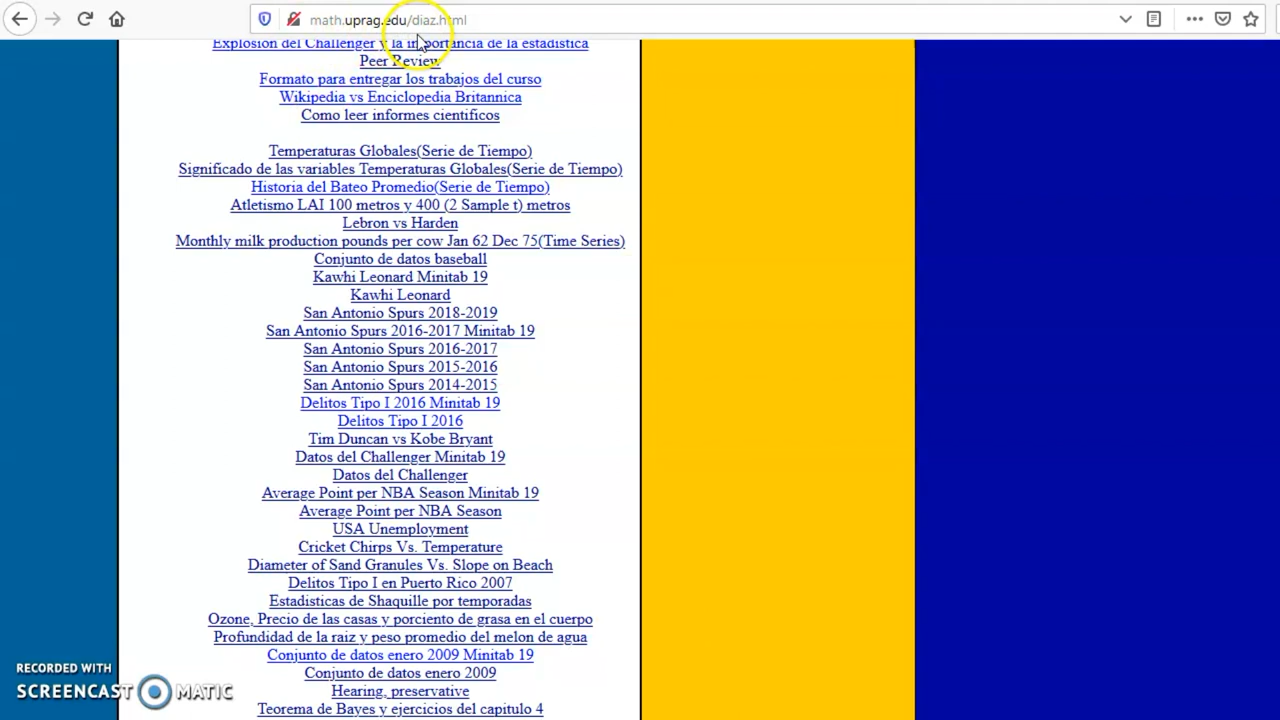 math.uprag.edu/diaz.html
Explosion del Challenger y la importancia de la estadistica
Peer Review
Formato para entregar los trabajos del curso
Wikipedia vs Enciclopedia Britannica
Como leer informes cientificos
Temperaturas Globales(Serie de Tiempo)
Significado de las variables Temperaturas Globales(Serie de Tiempo)
Historia del Bateo Promedio(Serie de Tiempo)
Atletismo LAI 100 metros y 400 (2 Sample t) metros
Lebron vs Harden
Monthly milk production pounds per cow Jan 62 Dec 75(Time Series)
Conjunto de datos baseball
Kawhi Leonard Minitab 19
Kawhi Leonard
San Antonio Spurs 2018-2019
San Antonio Spurs 2016-2017 Minitab 19
San Antonio Spurs 2016-2017
San Antonio Spurs 2015-2016
San Antonio Spurs 2014-2015
Delitos Tipo I 2016 Minitab 19
Delitos Tipo I 2016
Tim Duncan vs Kobe Bryant
Datos del Challenger Minitab 19
Datos del Challenger
Average Point per NBA Season Minitab 19
Average Point per NBA Season
USA Unemployment
Cricket Chirps Vs. Temperature
Diameter of Sand Granules Vs. Slope on Beach
Delitos Tipo I en Puerto Rico 2007
Estadisticas de Shaquille por temporadas
Ozone, Precio de las casas y porciento de grasa en el cuerpo
Profundidad de la raiz y peso promedio del melon de agua
Conjunto de datos enero 2009 Minitab 19
Conjunto de datos enero 2009
Hearing, preservative
Teorema de Bayes y ejercicios del capitulo 4
RECORDED WITH
SCREENCAST MATIC